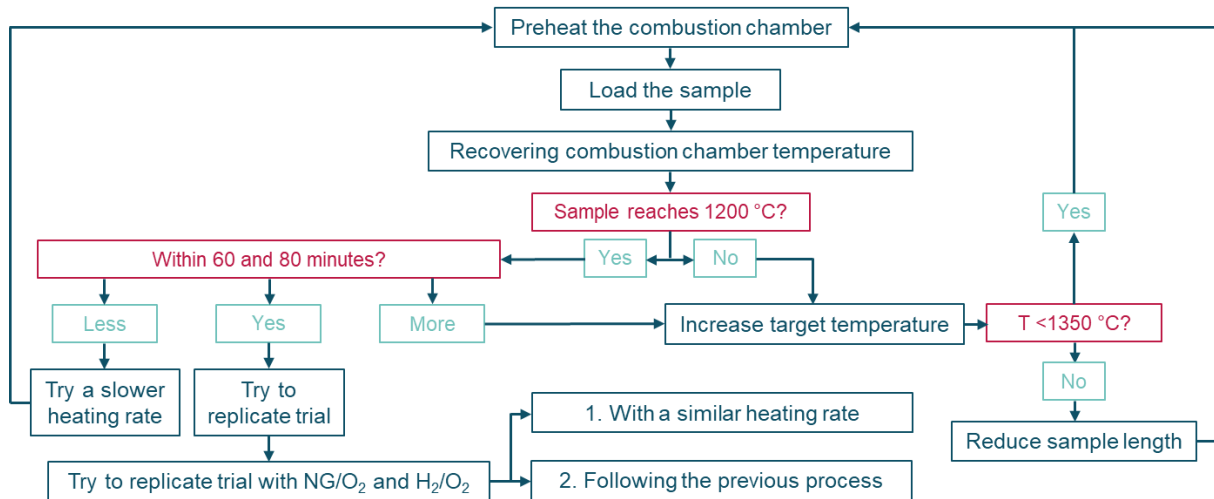 Preheat the combustion chamber
Load the sample
Recovering combustion chamber temperature
Sample reaches 1200 °C?
Yes
Within 60 and 80 minutes?
Yes
No
Less
Yes
More
Increase target temperature
T <1350 °C?
Try a slower
heating rate
Try to
replicate trial
No
1. With a similar heating rate
Reduce sample length
Try to replicate trial with NG/O₂ and H₂/O₂
2. Following the previous process